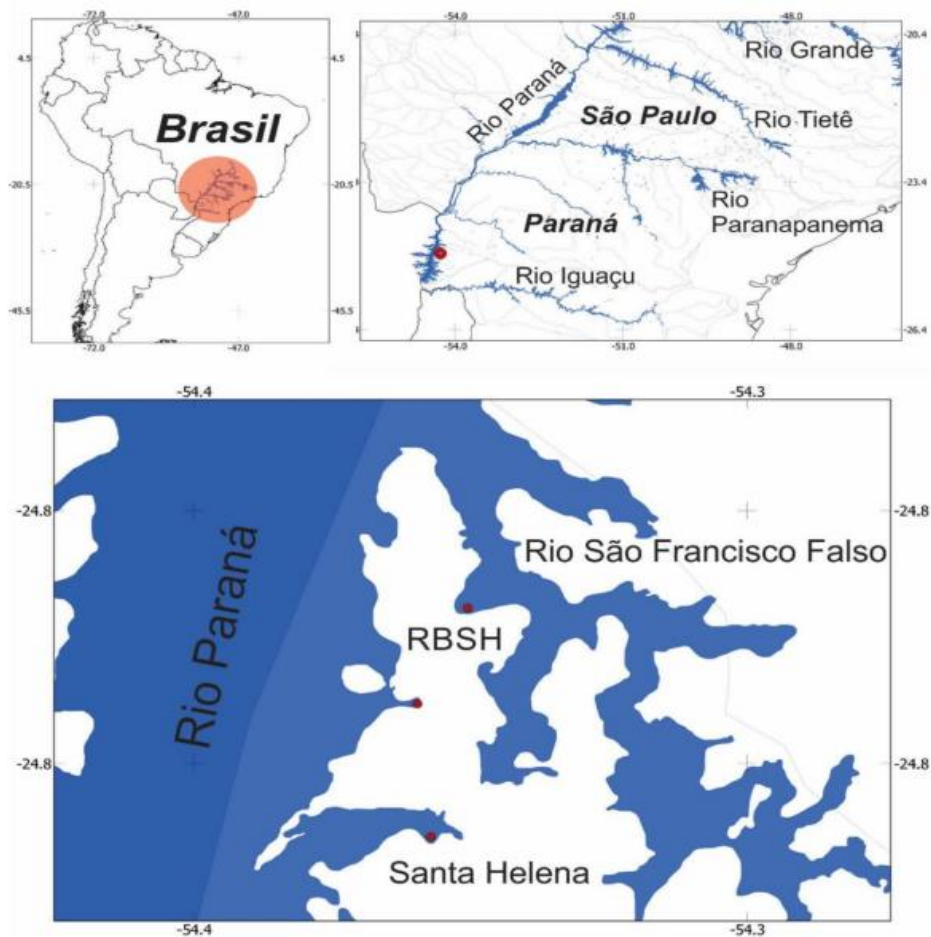 -72.0
-47.0
4.5
4.5
Brasil
-20.5
-20.5
-45.5
-45.5
-72.0
-47.0
-54.0
-51.0
-48.0
-20.4
Rio Grande
Rio Paraná
São Paulo
Rio Tietê
-23.4
Rio
Paranapanema
Paraná
Rio Iguaçu
-26.4
-54.0
-51.0
-48.0
-54.4
-54.3
-24.8
-24.8
Rio São Francisco Falso
Rio Paraná
RBSH
-24.8
-24.8
Santa Helena
-54.4
-54.3